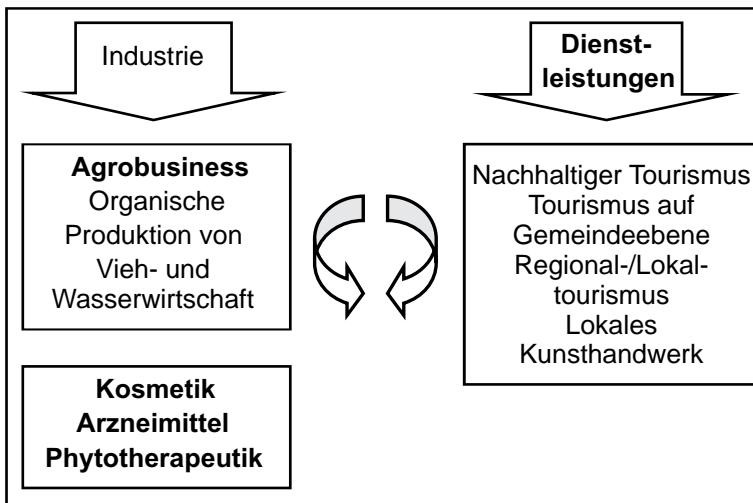 Industrie
Agrobusiness
Organische
Produktion von
Vieh- und
Wasserwirtschaft
Kosmetik
Arzneimittel
Phytotherapeutik
Dienst-
leistungen
Nachhaltiger Tourismus
Tourismus auf
Gemeindeebene
Regional-/Lokal-
tourismus
Lokales
Kunsthandwerk